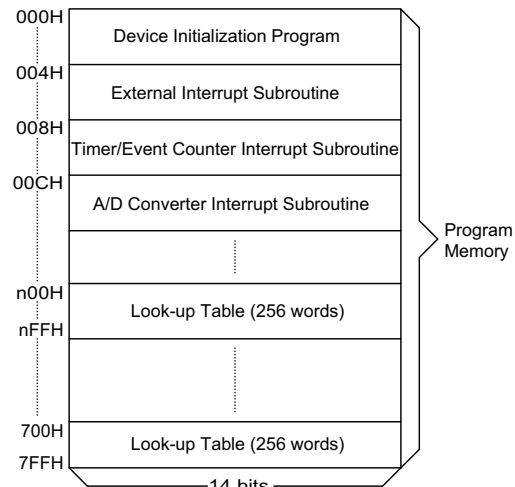 000H
Device Initialization Program
004H
External Interrupt Subroutine
008H
Timer/Event Counter Interrupt Subroutine
00CH
A/D Converter Interrupt Subroutine
Program
Memory
n00H
Look-up Table (256 words)
nFFH
700H
Look-up Table (256 words)
7FFH
14 bits